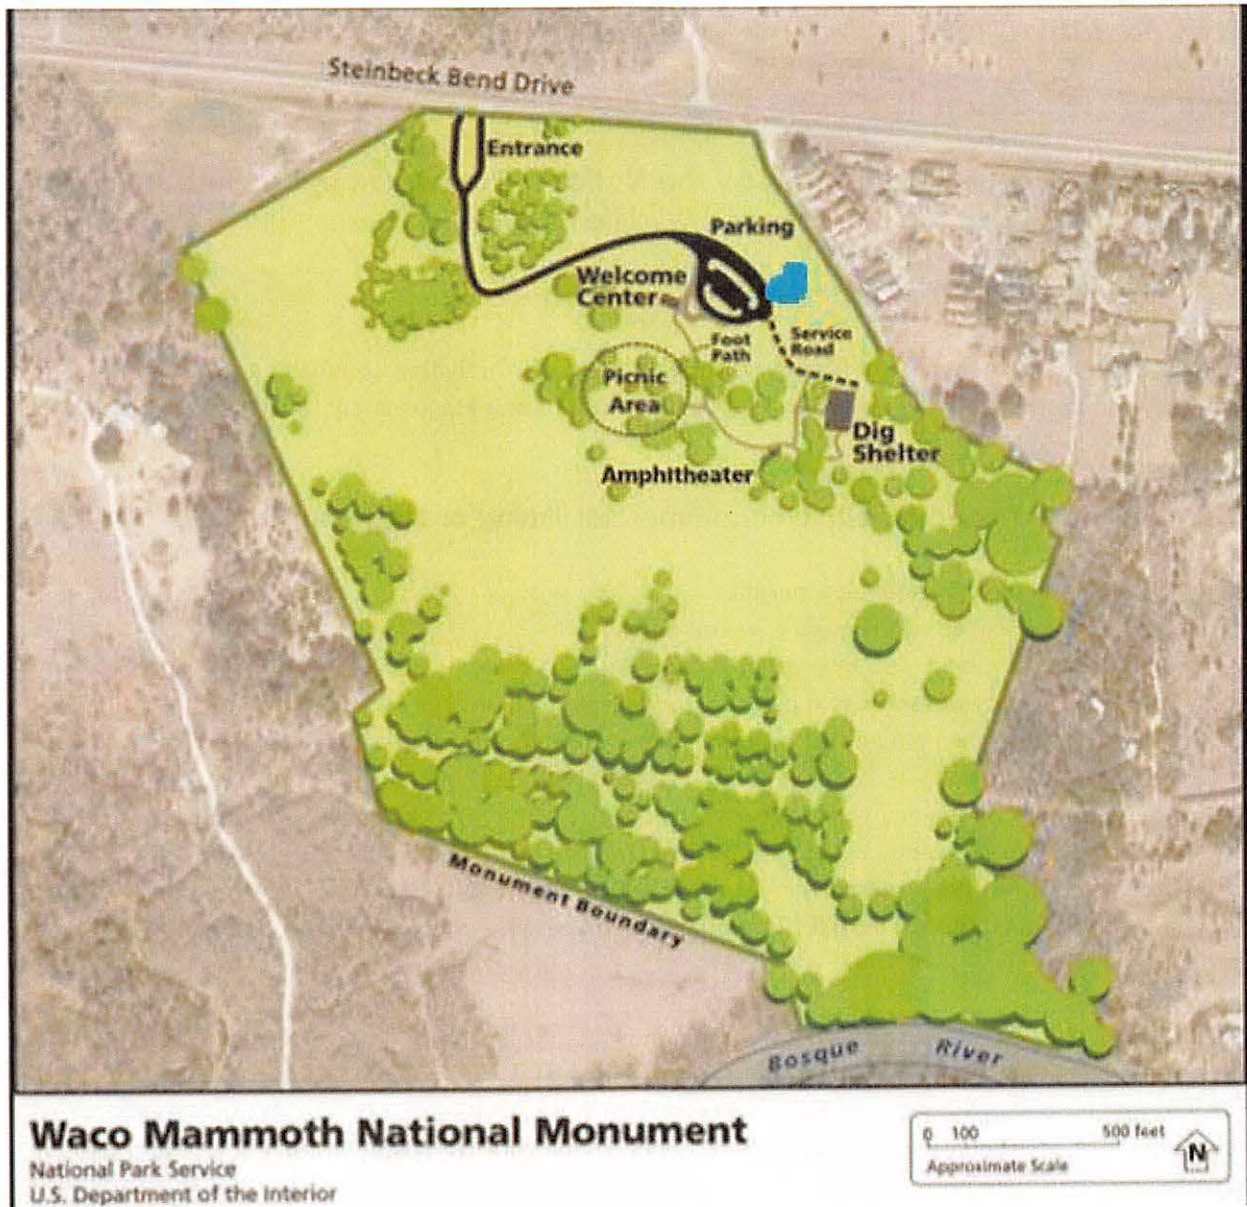 Steinbeck Bend Drive
Entrance
Parking
Welcome
Center
Foot
Path
Service
Road
Picnic
Area
Dig
Shelter
Amphitheater
Monument Boundary
Bosque River
Waco Mammoth National Monument
National Park Service
U.S. Department of the Interior
0 100 500 feet
Approximate Scale
N